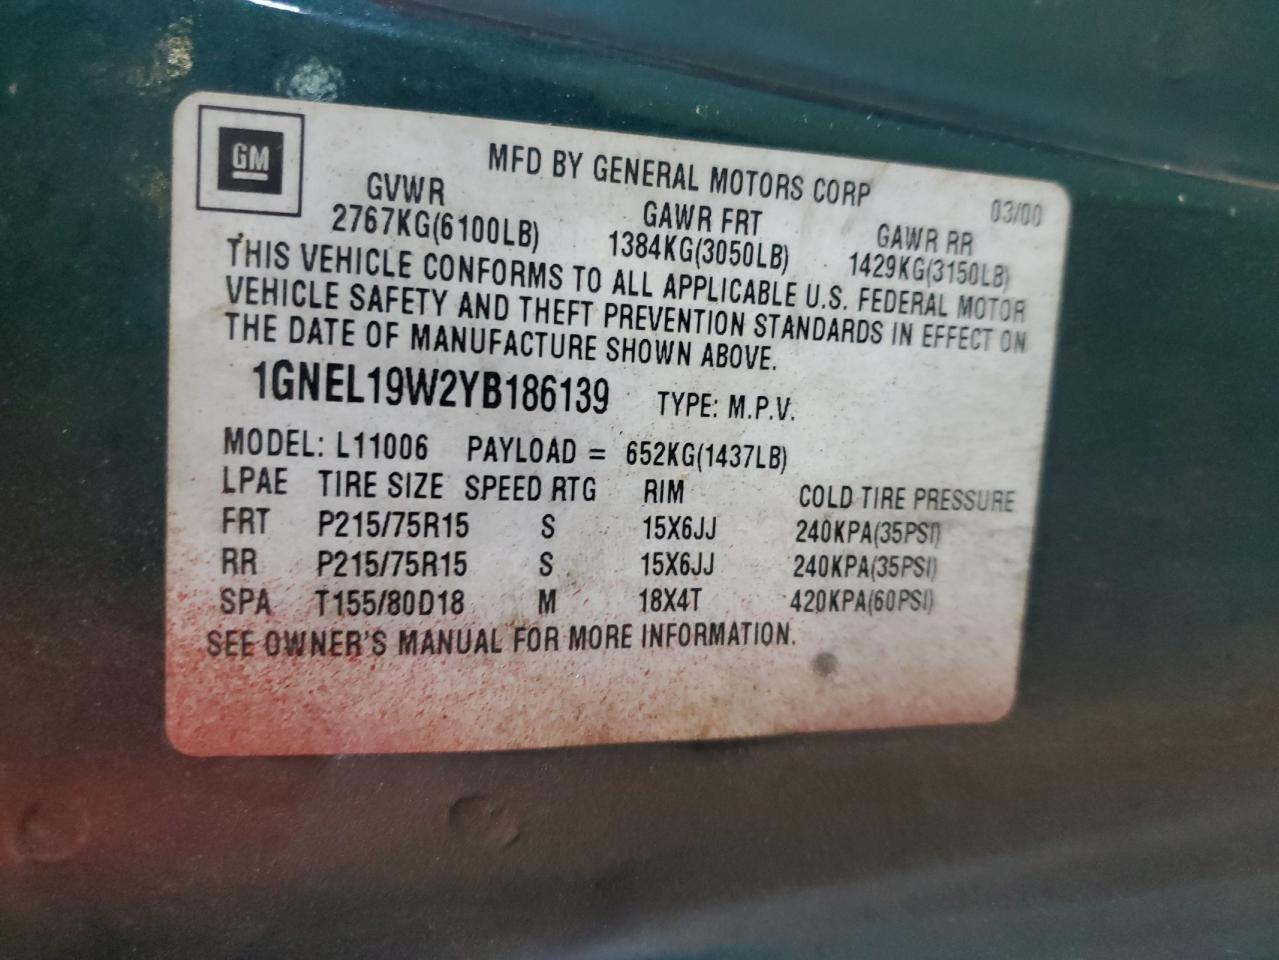 GM
MFD BY GENERAL MOTORS CORP
03/00
GVWR GAWR FRT GAWR RR
2767KG(6100LB) 1384KG(3050LB) 1429KG(3150LB)
THIS VEHICLE CONFORMS TO ALL APPLICABLE U.S. FEDERAL MOTOR
VEHICLE SAFETY AND THEFT PREVENTION STANDARDS IN EFFECT ON
THE DATE OF MANUFACTURE SHOWN ABOVE.
1GNEL19W2YB186139 TYPE: M.P.V.
MODEL: L11006 PAYLOAD = 652KG(1437LB)
LPAE TIRE SIZE SPEED RTG RIM COLD TIRE PRESSURE
FRT P215/75R15 S 15X6JJ 240KPA(35PSI)
RR P215/75R15 S 15X6JJ 240KPA(35PSI)
SPA T155/80D18 M 18X4T 420KPA(60PSI)
SEE OWNER'S MANUAL FOR MORE INFORMATION.